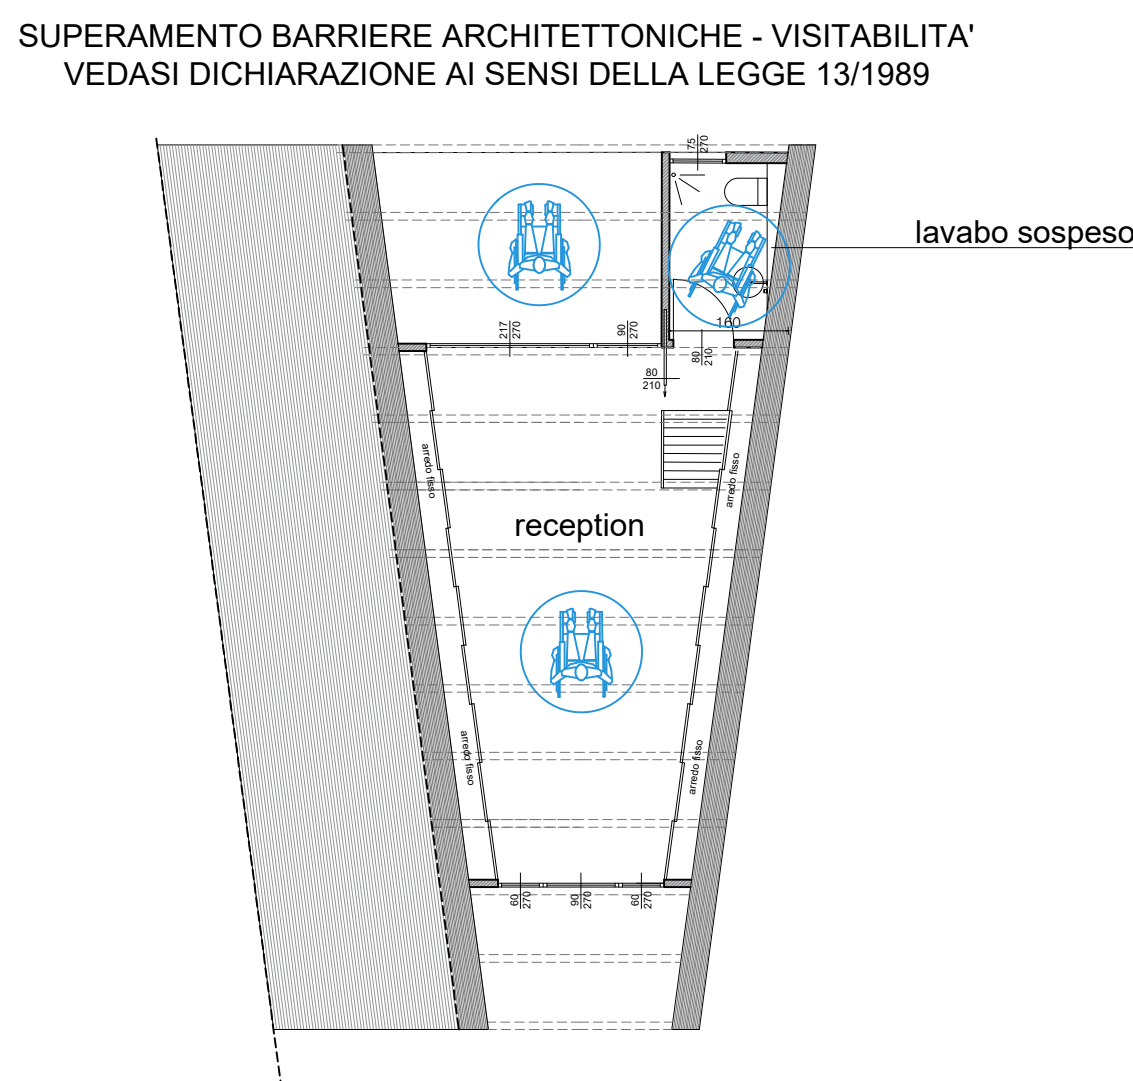 SUPERAMENTO BARRIERE ARCHITETTONICHE - VISITABILITA'
VEDASI DICHIARAZIONE AI SENSI DELLA LEGGE 13/1989
75
270
lavabo sospeso
160
217
270
90
270
80
210
80
210
arredo fisso
arredo fisso
reception
arredo fisso
arredo fisso
60
270
90
270
60
270